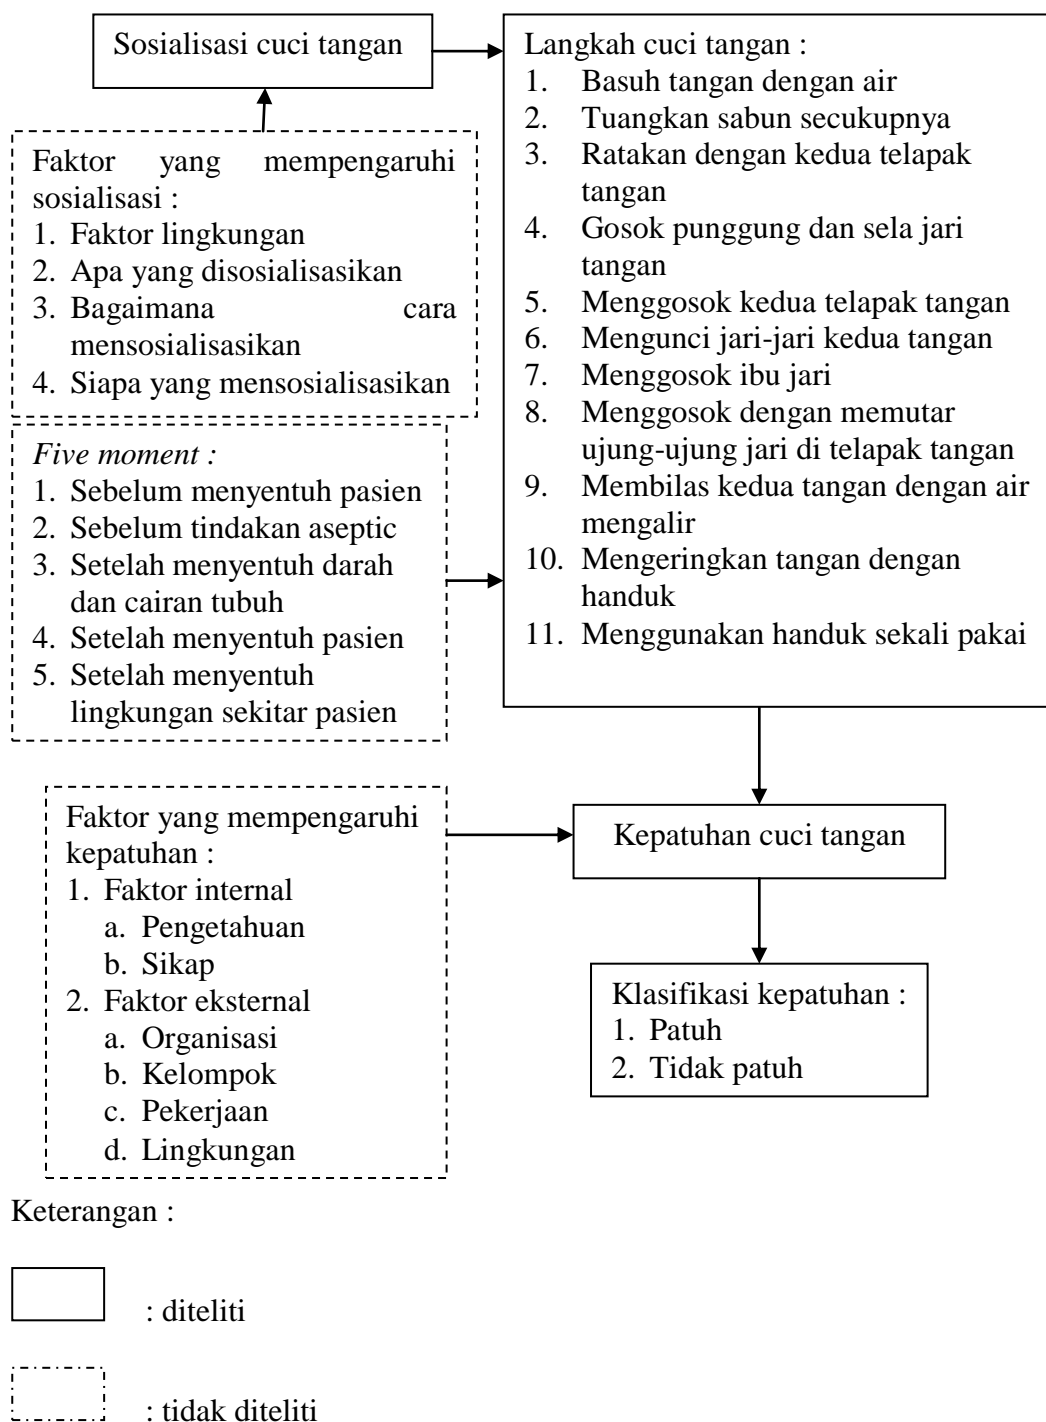 Sosialisasi cuci tangan
Faktor yang mempengaruhi
sosialisasi :
1. Faktor lingkungan
2. Apa yang disosialisasikan
3. Bagaimana cara
mensosialisasikan
4. Siapa yang mensosialisasikan
Five moment :
1. Sebelum menyentuh pasien
2. Sebelum tindakan aseptic
3. Setelah menyentuh darah
dan cairan tubuh
4. Setelah menyentuh pasien
5. Setelah menyentuh
lingkungan sekitar pasien
Langkah cuci tangan :
1. Basuh tangan dengan air
2. Tuangkan sabun secukupnya
3. Ratakan dengan kedua telapak
tangan
4. Gosok punggung dan sela jari
tangan
5. Menggosok kedua telapak tangan
6. Mengunci jari-jari kedua tangan
7. Menggosok ibu jari
8. Menggosok dengan memutar
ujung-ujung jari di telapak tangan
9. Membilas kedua tangan dengan air
mengalir
10. Mengeringkan tangan dengan
handuk
11. Menggunakan handuk sekali pakai
Faktor yang mempengaruhi
kepatuhan :
1. Faktor internal
a. Pengetahuan
b. Sikap
2. Faktor eksternal
a. Organisasi
b. Kelompok
c. Pekerjaan
d. Lingkungan
Kepatuhan cuci tangan
Klasifikasi kepatuhan :
1. Patuh
2. Tidak patuh
Keterangan :
: diteliti
: tidak diteliti